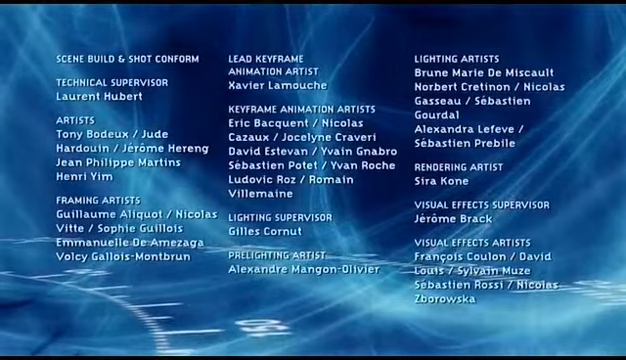 SCENE BUILD & SHOT CONFORM
TECHNICAL SUPERVISOR
Laurent Hubert
ARTISTS
Tony Bodeux / Jude
Hardouin / Jérôme Hereng
Jean Philippe Martins
Henri Yim
FRAMING ARTISTS
Guillaume Aliquot / Nicolas
Vitte / Sophie Guillois
Emmanuelle De Amezaga
Volcy Gallois-Montbrun
LEAD KEYFRAME
ANIMATION ARTIST
Xavier Lamouche
KEYFRAME ANIMATION ARTISTS
Eric Bacquent / Nicolas
Cazaux / Jocelyne Craveri
David Estevan / Yvain Gnabro
Sébastien Potet / Yvan Roche
Ludovic Roz / Romain
Villemaine
LIGHTING SUPERVISOR
Gilles Cornut
PRELIGHTING ARTIST
Alexandre Mangon-Olivier
LIGHTING ARTISTS
Brune Marie De Miscault
Norbert Cretinon / Nicolas
Gasseau / Sébastien
Gourdal
Alexandra Lefeve /
Sébastien Prebile
RENDERING ARTIST
Sira Kone
VISUAL EFFECTS SUPERVISOR
Jérôme Brack
VISUAL EFFECTS ARTISTS
François Coulon / David
Louis / Sylvain Muze
Sébastien Rossi / Nicolas
Zborowska